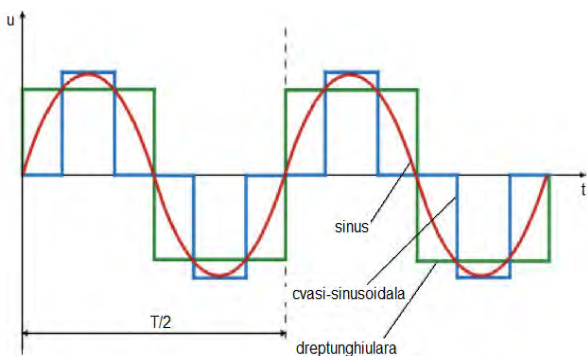 u
t
sinus
cvasi-sinusoidala
T/2
dreptunghiulara